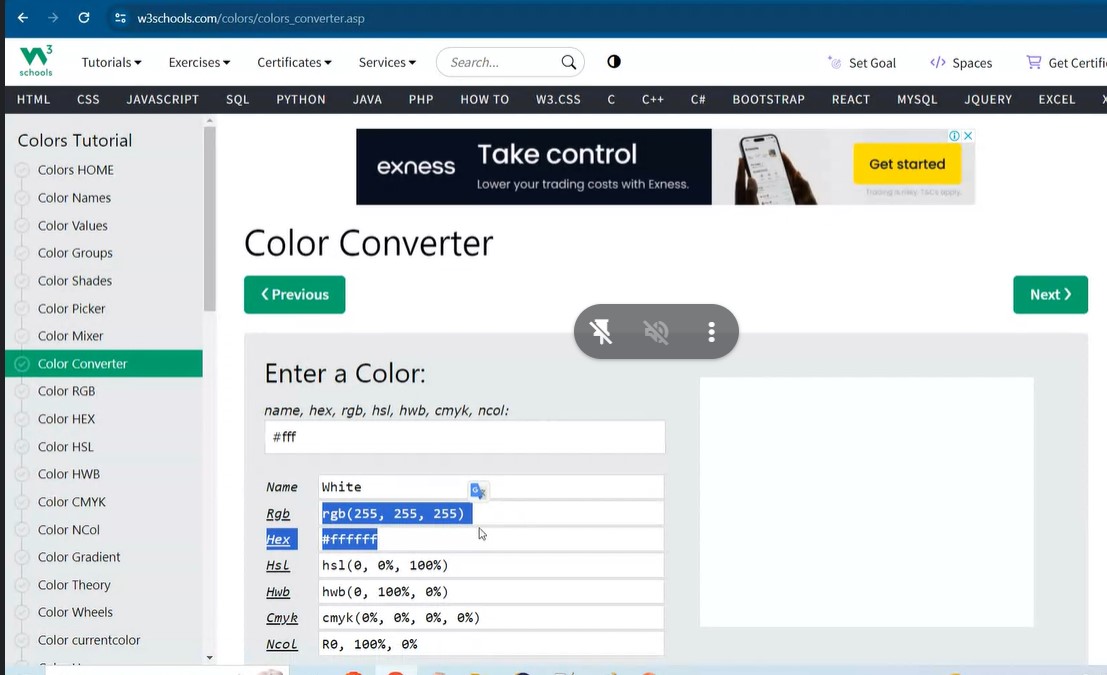 w3schools.com/colors/colors_converter.asp
W3 schools
Tutorials Exercises Certificates Services Search... Set Goal Spaces Get Certifi
HTML CSS JAVASCRIPT SQL PYTHON JAVA PHP HOW TO W3.CSS C C++ C# BOOTSTRAP REACT MYSQL JQUERY EXCEL
Colors Tutorial
Colors HOME
Color Names
Color Values
Color Groups
Color Shades
Color Picker
Color Mixer
Color Converter
Color RGB
Color HEX
Color HSL
Color HWB
Color CMYK
Color NCol
Color Gradient
Color Theory
Color Wheels
Color currentcolor
exness
Take control
Lower your trading costs with Exness.
Get started
Trading is risky. T&Cs apply.
Color Converter
❮ Previous
Next ❯
Enter a Color:
name, hex, rgb, hsl, hwb, cmyk, ncol:
#fff
Name White
Rgb rgb(255, 255, 255)
Hex #ffffff
Hsl hsl(0, 0%, 100%)
Hwb hwb(0, 100%, 0%)
Cmyk cmyk(0%, 0%, 0%, 0%)
Ncol R0, 100%, 0%